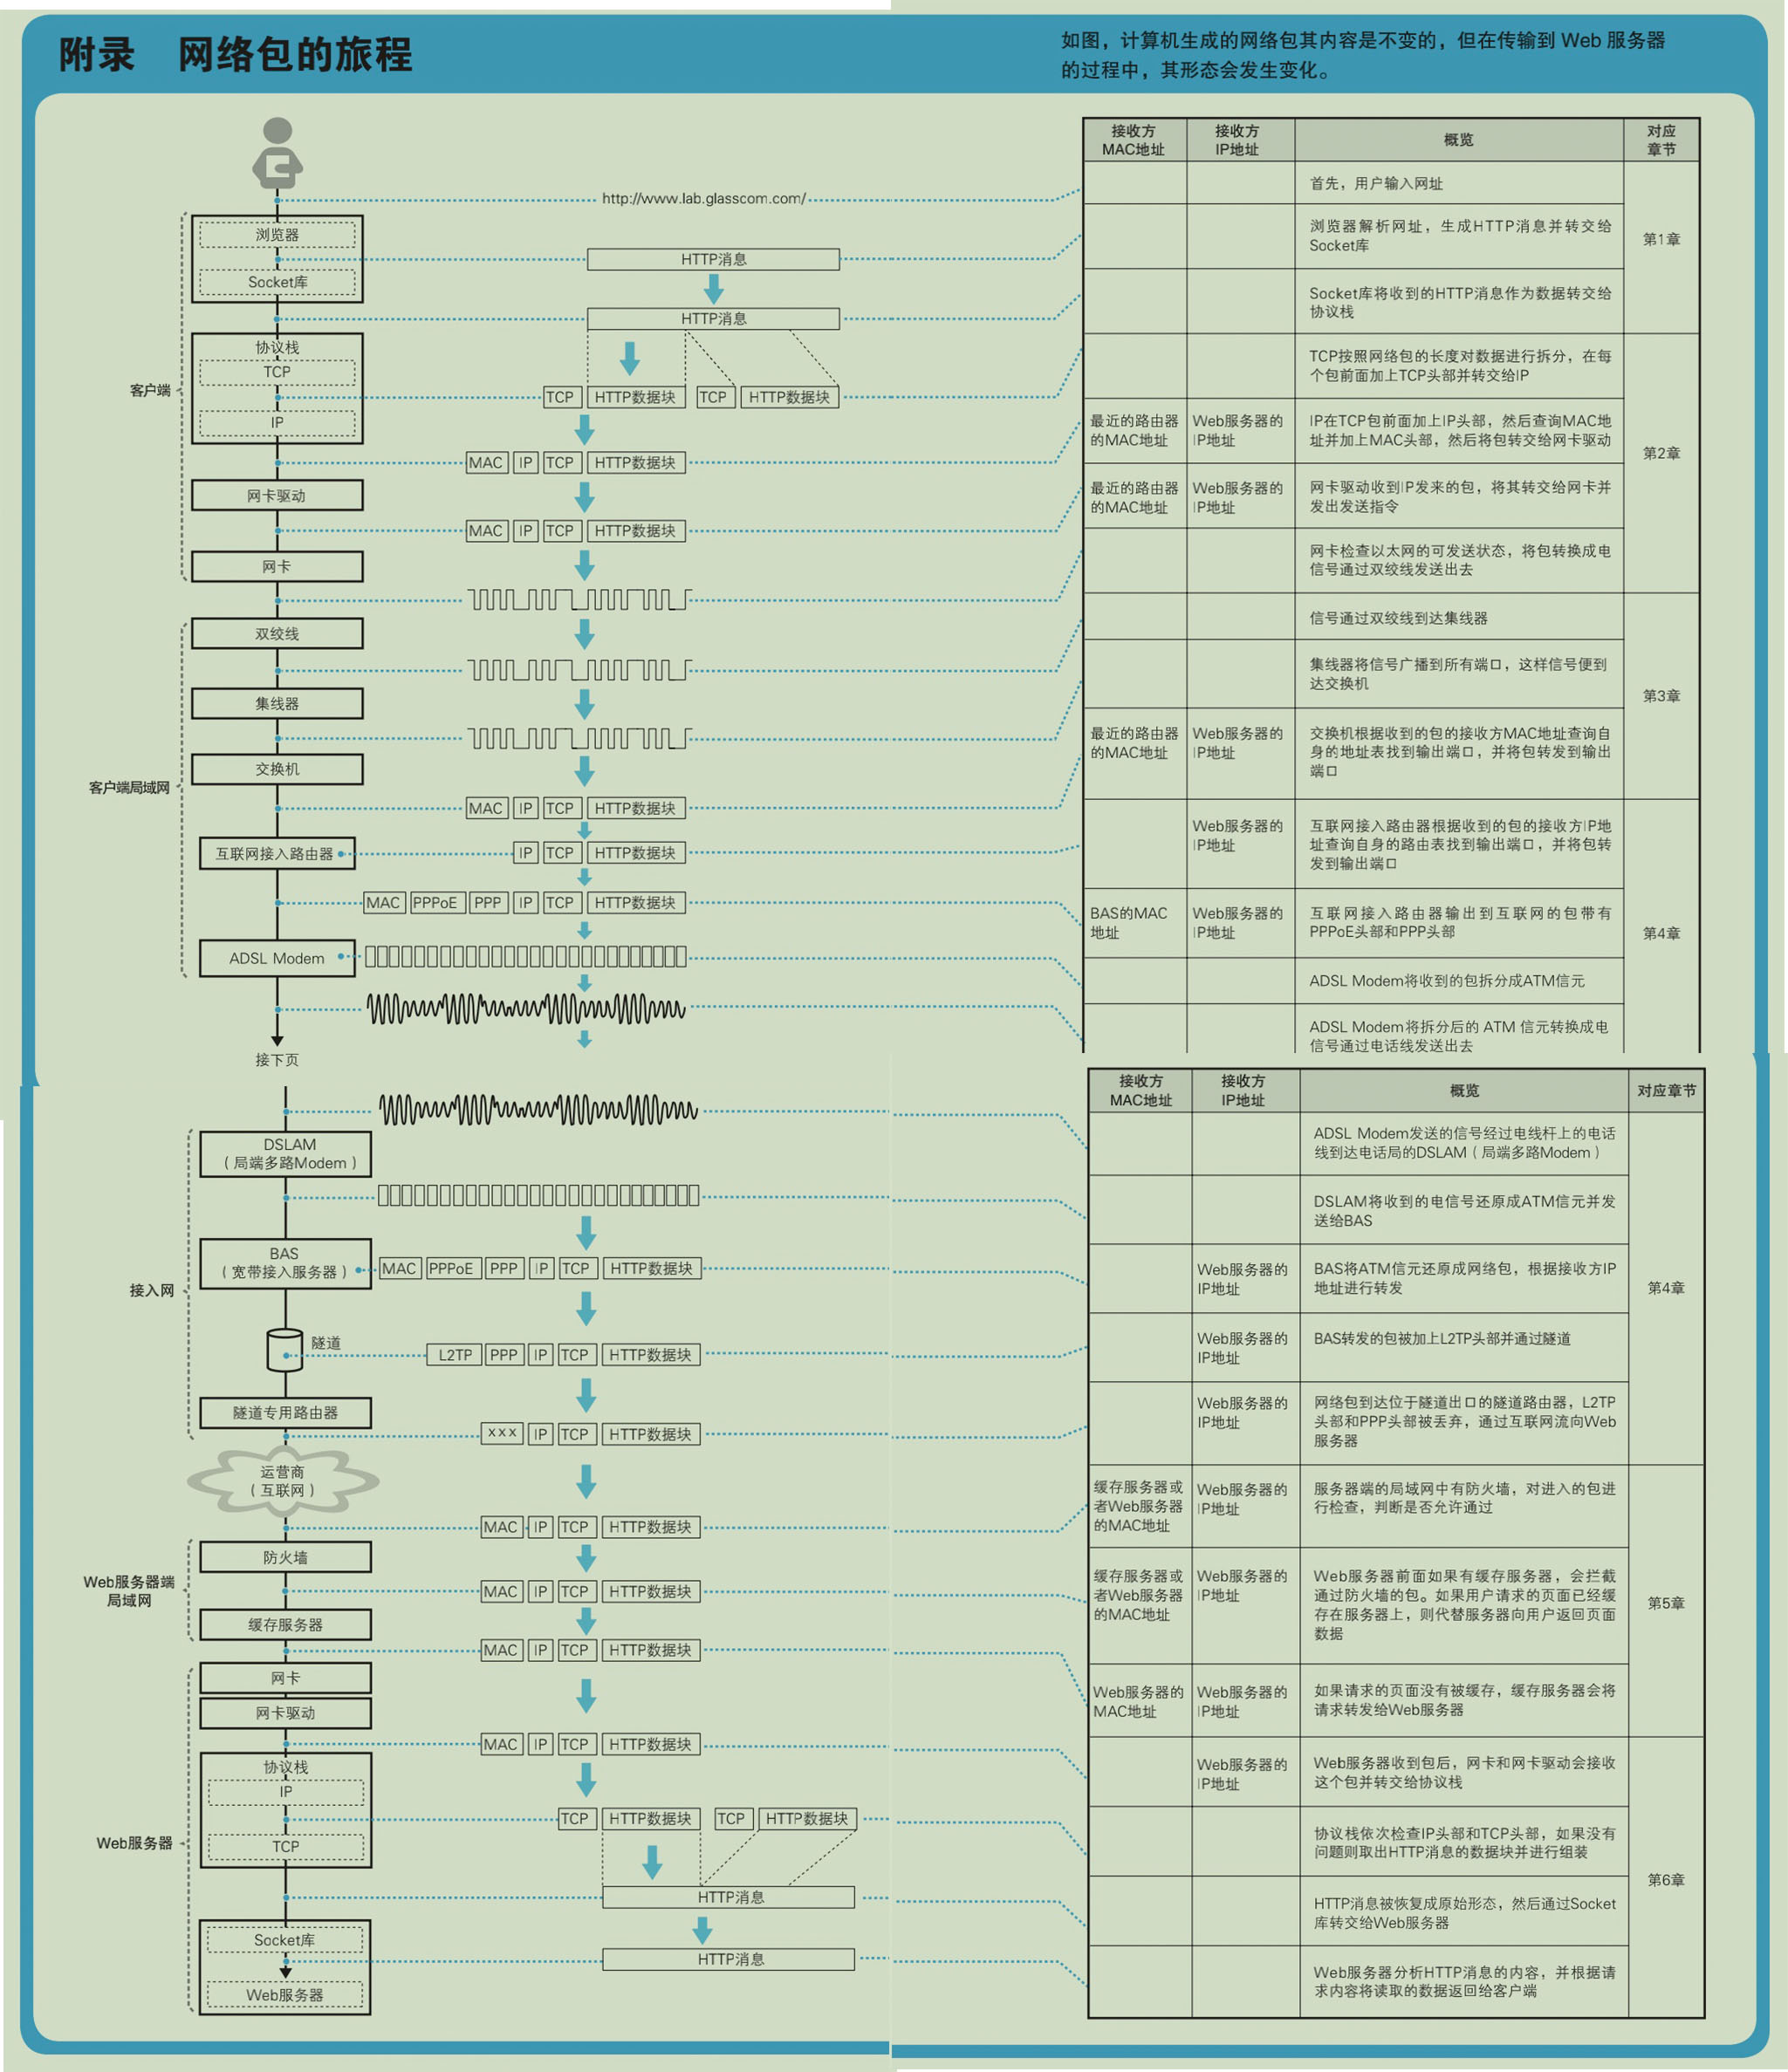 附录 网络包的旅程
如图，计算机生成的网络包其内容是不变的，但在传输到 Web 服务器
的过程中，其形态会发生变化。
http://www.lab.glasscom.com/
客户端
浏览器
HTTP消息
Socket库
HTTP消息
协议栈
TCP
TCP HTTP数据块 TCP HTTP数据块
IP
MAC IP TCP HTTP数据块
网卡驱动
MAC IP TCP HTTP数据块
网卡
客户端局域网
双绞线
集线器
交换机
MAC IP TCP HTTP数据块
互联网接入路由器
IP TCP HTTP数据块
MAC PPPoE PPP IP TCP HTTP数据块
ADSL Modem
接下页
接收方
MAC地址
接收方
IP地址
概览
对应
章节
首先，用户输入网址
浏览器解析网址，生成HTTP消息并转交给
Socket库
第1章
Socket库将收到的HTTP消息作为数据转交给
协议栈
TCP按照网络包的长度对数据进行拆分，在每
个包前面加上TCP头部并转交给IP
最近的路由器
的MAC地址
Web服务器的
IP地址
IP在TCP包前面加上IP头部，然后查询MAC地
址并加上MAC头部，然后将包转交给网卡驱动
第2章
最近的路由器
的MAC地址
Web服务器的
IP地址
网卡驱动收到IP发来的包，将其转交给网卡并
发出发送指令
网卡检查以太网的可发送状态，将包转换成电
信号通过双绞线发送出去
信号通过双绞线到达集线器
集线器将信号广播到所有端口，这样信号便到
达交换机
第3章
最近的路由器
的MAC地址
Web服务器的
IP地址
交换机根据收到的包的接收方MAC地址查询自
身的地址表找到输出端口，并将包转发到输出
端口
Web服务器的
IP地址
互联网接入路由器根据收到的包的接收方IP地
址查询自身的路由表找到输出端口，并将包转
发到输出端口
BAS的MAC
地址
Web服务器的
IP地址
互联网接入路由器输出到互联网的包带有
PPPoE头部和PPP头部
第4章
ADSL Modem将收到的包拆分成ATM信元
ADSL Modem将拆分后的 ATM 信元转换成电
信号通过电话线发送出去
接入网
DSLAM
（局端多路Modem）
BAS
（宽带接入服务器）
MAC PPPoE PPP IP TCP HTTP数据块
隧道
L2TP PPP IP TCP HTTP数据块
隧道专用路由器
xxx IP TCP HTTP数据块
运营商
（互联网）
MAC IP TCP HTTP数据块
Web服务器端
局域网
防火墙
MAC IP TCP HTTP数据块
缓存服务器
MAC IP TCP HTTP数据块
Web服务器
网卡
网卡驱动
MAC IP TCP HTTP数据块
协议栈
IP
TCP HTTP数据块 TCP HTTP数据块
TCP
HTTP消息
Socket库
HTTP消息
Web服务器
接收方
MAC地址
接收方
IP地址
概览
对应章节
ADSL Modem发送的信号经过电线杆上的电话
线到达电话局的DSLAM（局端多路Modem）
DSLAM将收到的电信号还原成ATM信元并发
送给BAS
Web服务器的
IP地址
BAS将ATM信元还原成网络包，根据接收方IP
地址进行转发
第4章
Web服务器的
IP地址
BAS转发的包被加上L2TP头部并通过隧道
Web服务器的
IP地址
网络包到达位于隧道出口的隧道路由器，L2TP
头部和PPP头部被丢弃，通过互联网流向Web
服务器
缓存服务器或
者Web服务器
的MAC地址
Web服务器的
IP地址
服务器端的局域网中有防火墙，对进入的包进
行检查，判断是否允许通过
缓存服务器或
者Web服务器
的MAC地址
Web服务器的
IP地址
Web服务器前面如果有缓存服务器，会拦截
通过防火墙的包。如果用户请求的页面已经缓
存在服务器上，则代替服务器向用户返回页面
数据
第5章
Web服务器的
MAC地址
Web服务器的
IP地址
如果请求的页面没有被缓存，缓存服务器会将
请求转发给Web服务器
Web服务器的
IP地址
Web服务器收到包后，网卡和网卡驱动会接收
这个包并转交给协议栈
协议栈依次检查IP头部和TCP头部，如果没有
问题则取出HTTP消息的数据块并进行组装
第6章
HTTP消息被恢复成原始形态，然后通过Socket
库转交给Web服务器
Web服务器分析HTTP消息的内容，并根据请
求内容将读取的数据返回给客户端